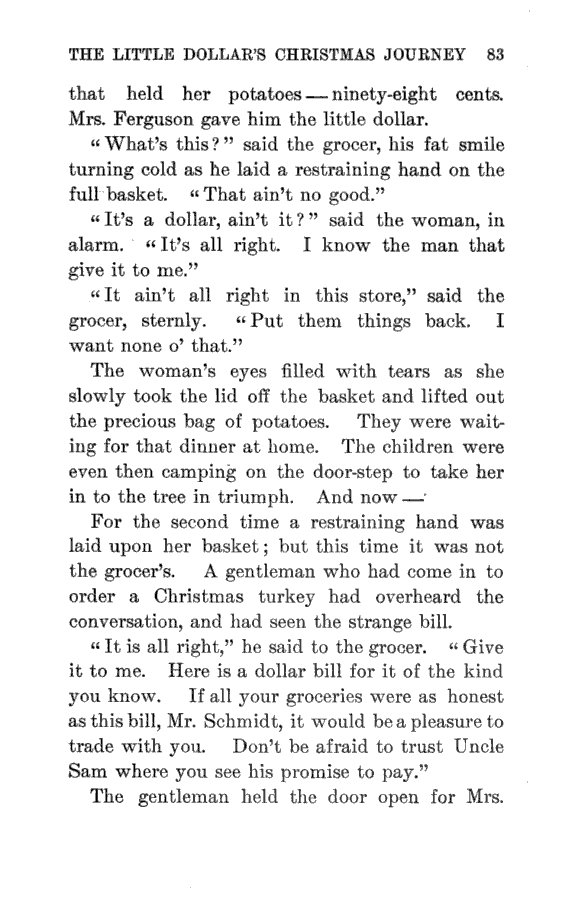 THE LITTLE DOLLAR'S CHRISTMAS JOURNEY 83
that held her potatoes — ninety-eight cents.
Mrs. Ferguson gave him the little dollar.
"What's this?" said the grocer, his fat smile
turning cold as he laid a restraining hand on the
full basket. "That ain't no good."
"It's a dollar, ain't it?" said the woman, in
alarm. "It's all right. I know the man that
give it to me."
"It ain't all right in this store," said the
grocer, sternly. "Put them things back. I
want none o' that."
The woman's eyes filled with tears as she
slowly took the lid off the basket and lifted out
the precious bag of potatoes. They were wait-
ing for that dinner at home. The children were
even then camping on the door-step to take her
in to the tree in triumph. And now —
For the second time a restraining hand was
laid upon her basket; but this time it was not
the grocer's. A gentleman who had come in to
order a Christmas turkey had overheard the
conversation, and had seen the strange bill.
"It is all right," he said to the grocer. "Give
it to me. Here is a dollar bill for it of the kind
you know. If all your groceries were as honest
as this bill, Mr. Schmidt, it would be a pleasure to
trade with you. Don't be afraid to trust Uncle
Sam where you see his promise to pay."
The gentleman held the door open for Mrs.